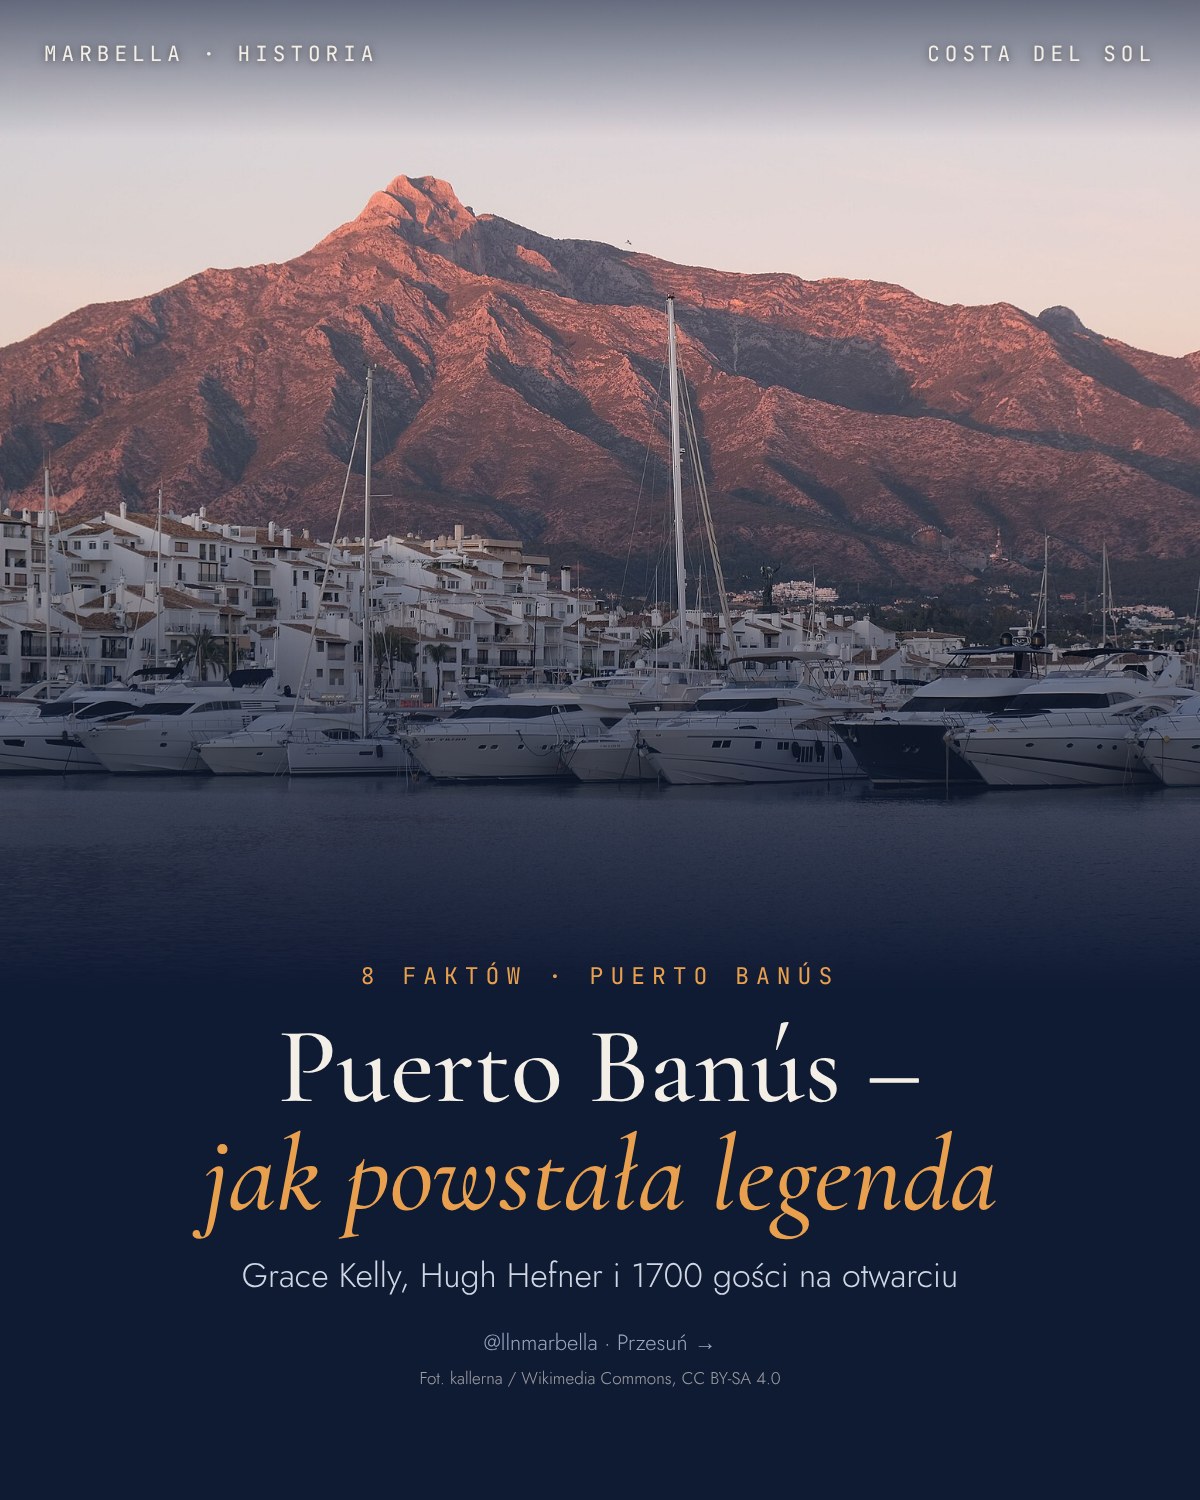 MARBELLA · HISTORIA
COSTA DEL SOL
8 FAKTÓW · PUERTO BANÚS
Puerto Banús –
jak powstała legenda
Grace Kelly, Hugh Hefner i 1700 gości na otwarciu
@llnmarbella · Przesuń →
Fot. kallerna / Wikimedia Commons, CC BY-SA 4.0